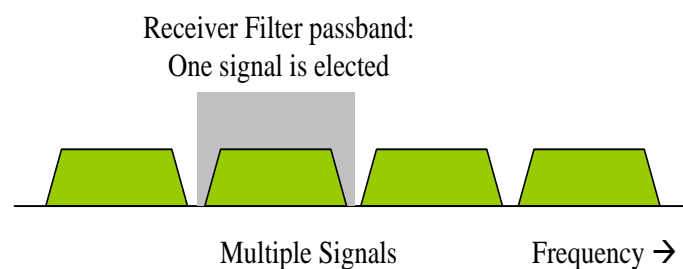 Receiver Filter passband:
One signal is elected
Multiple Signals Frequency →